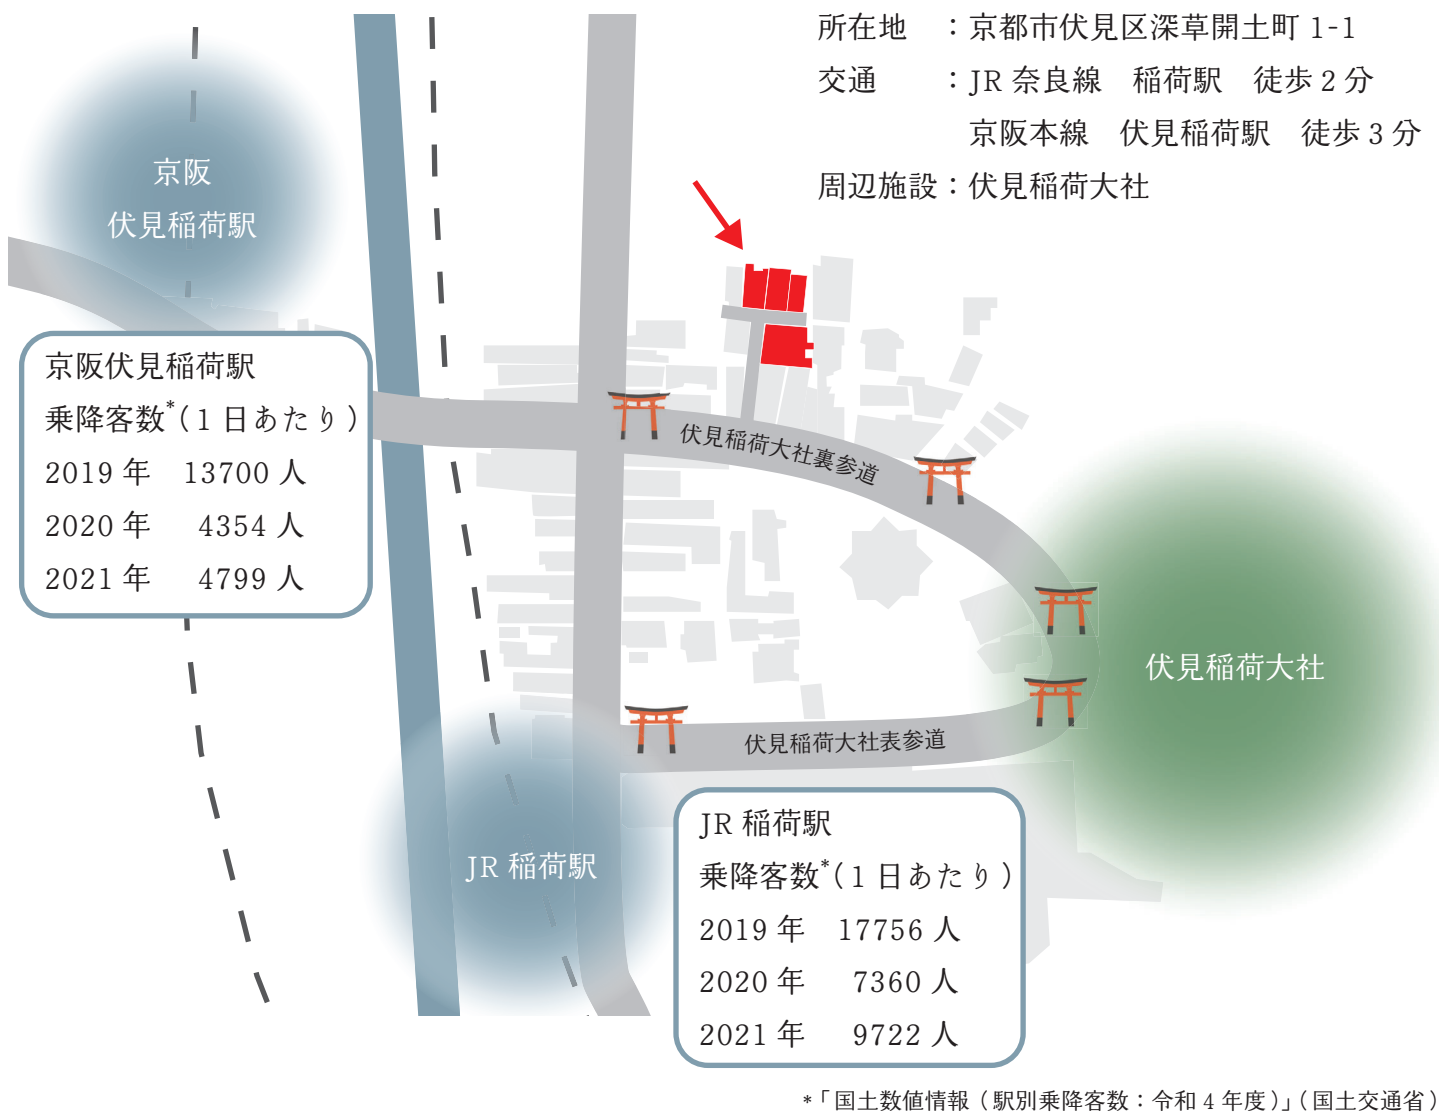 所在地　：京都市伏見区深草開土町 1-1
交通　　：JR 奈良線　稲荷駅　徒歩 2 分
京阪本線　伏見稲荷駅　徒歩 3 分
周辺施設：伏見稲荷大社
京阪
伏見稲荷駅
京阪伏見稲荷駅
乗降客数*(1 日あたり)
2019 年　13700 人
2020 年　4354 人
2021 年　4799 人
伏見稲荷大社裏参道
伏見稲荷大社
伏見稲荷大社表参道
JR 稲荷駅
JR 稲荷駅
乗降客数*(1 日あたり)
2019 年　17756 人
2020 年　7360 人
2021 年　9722 人
*「国土数値情報（駅別乗降客数：令和 4 年度）」（国土交通省）